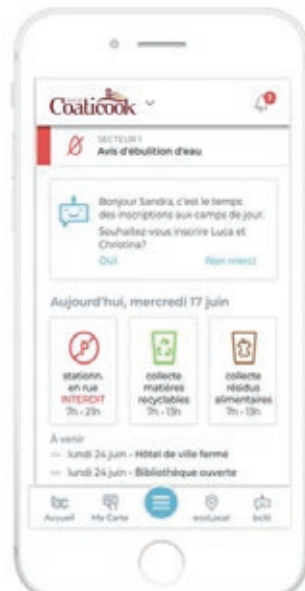 Coaticook
3
SECTEUR 1
Avis d'ébulition d'eau
Bonjour Sandra, c'est le temps
des inscriptions aux camps de jour.
Souhaitez-vous inscrire Luca et
Christina?
Oui Non merci
Aujourd'hui, mercredi 17 juin
stationn.
en rue
INTERDIT
7h - 21h
collecte
matières
recyclables
7h - 13h
collecte
résidus
alimentaires
7h - 13h
À venir
lundi 24 juin - Hôtel de ville fermé
lundi 24 juin - Bibliothèque ouverte
Accueil Ma Carte ecoLocal bciti